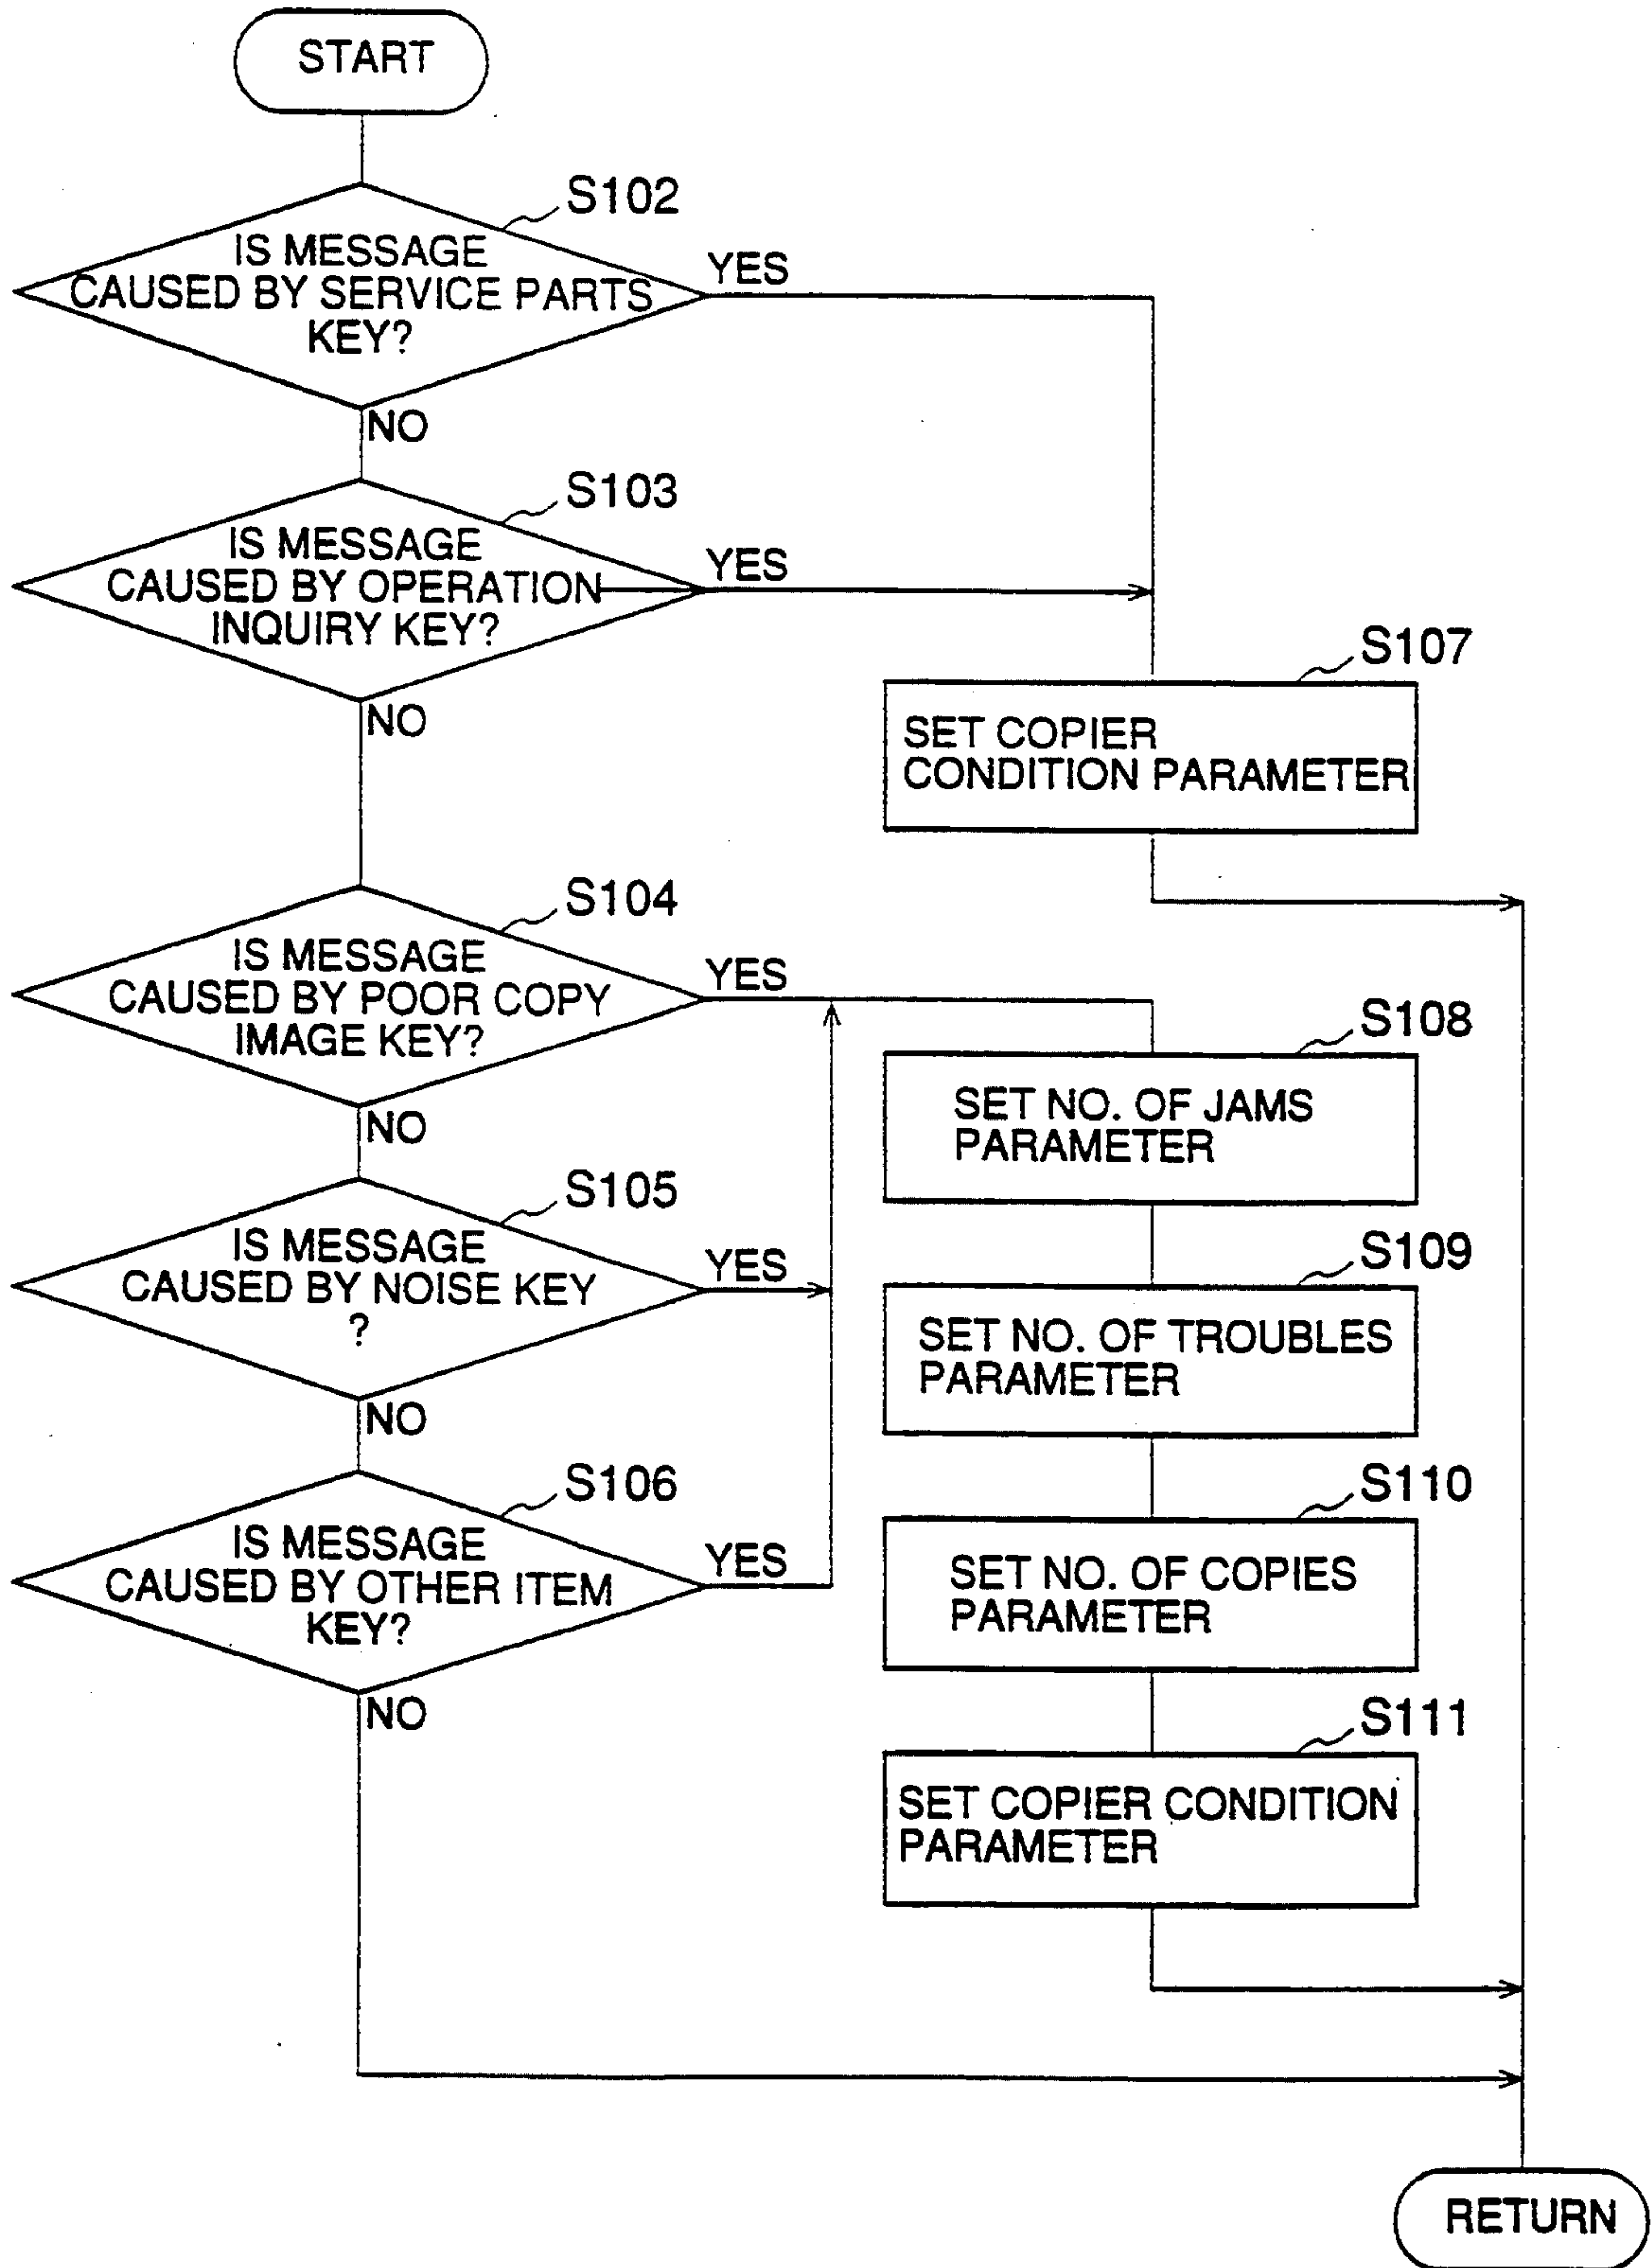 START
S102
IS MESSAGE
CAUSED BY SERVICE PARTS
KEY?
YES
NO
S103
IS MESSAGE
CAUSED BY OPERATION
INQUIRY KEY?
YES
NO
S107
SET COPIER
CONDITION PARAMETER
S104
IS MESSAGE
CAUSED BY POOR COPY
IMAGE KEY?
YES
NO
S108
SET NO. OF JAMS
PARAMETER
S105
IS MESSAGE
CAUSED BY NOISE KEY
?
YES
NO
S109
SET NO. OF TROUBLES
PARAMETER
S106
IS MESSAGE
CAUSED BY OTHER ITEM
KEY?
YES
NO
S110
SET NO. OF COPIES
PARAMETER
S111
SET COPIER CONDITION
PARAMETER
RETURN